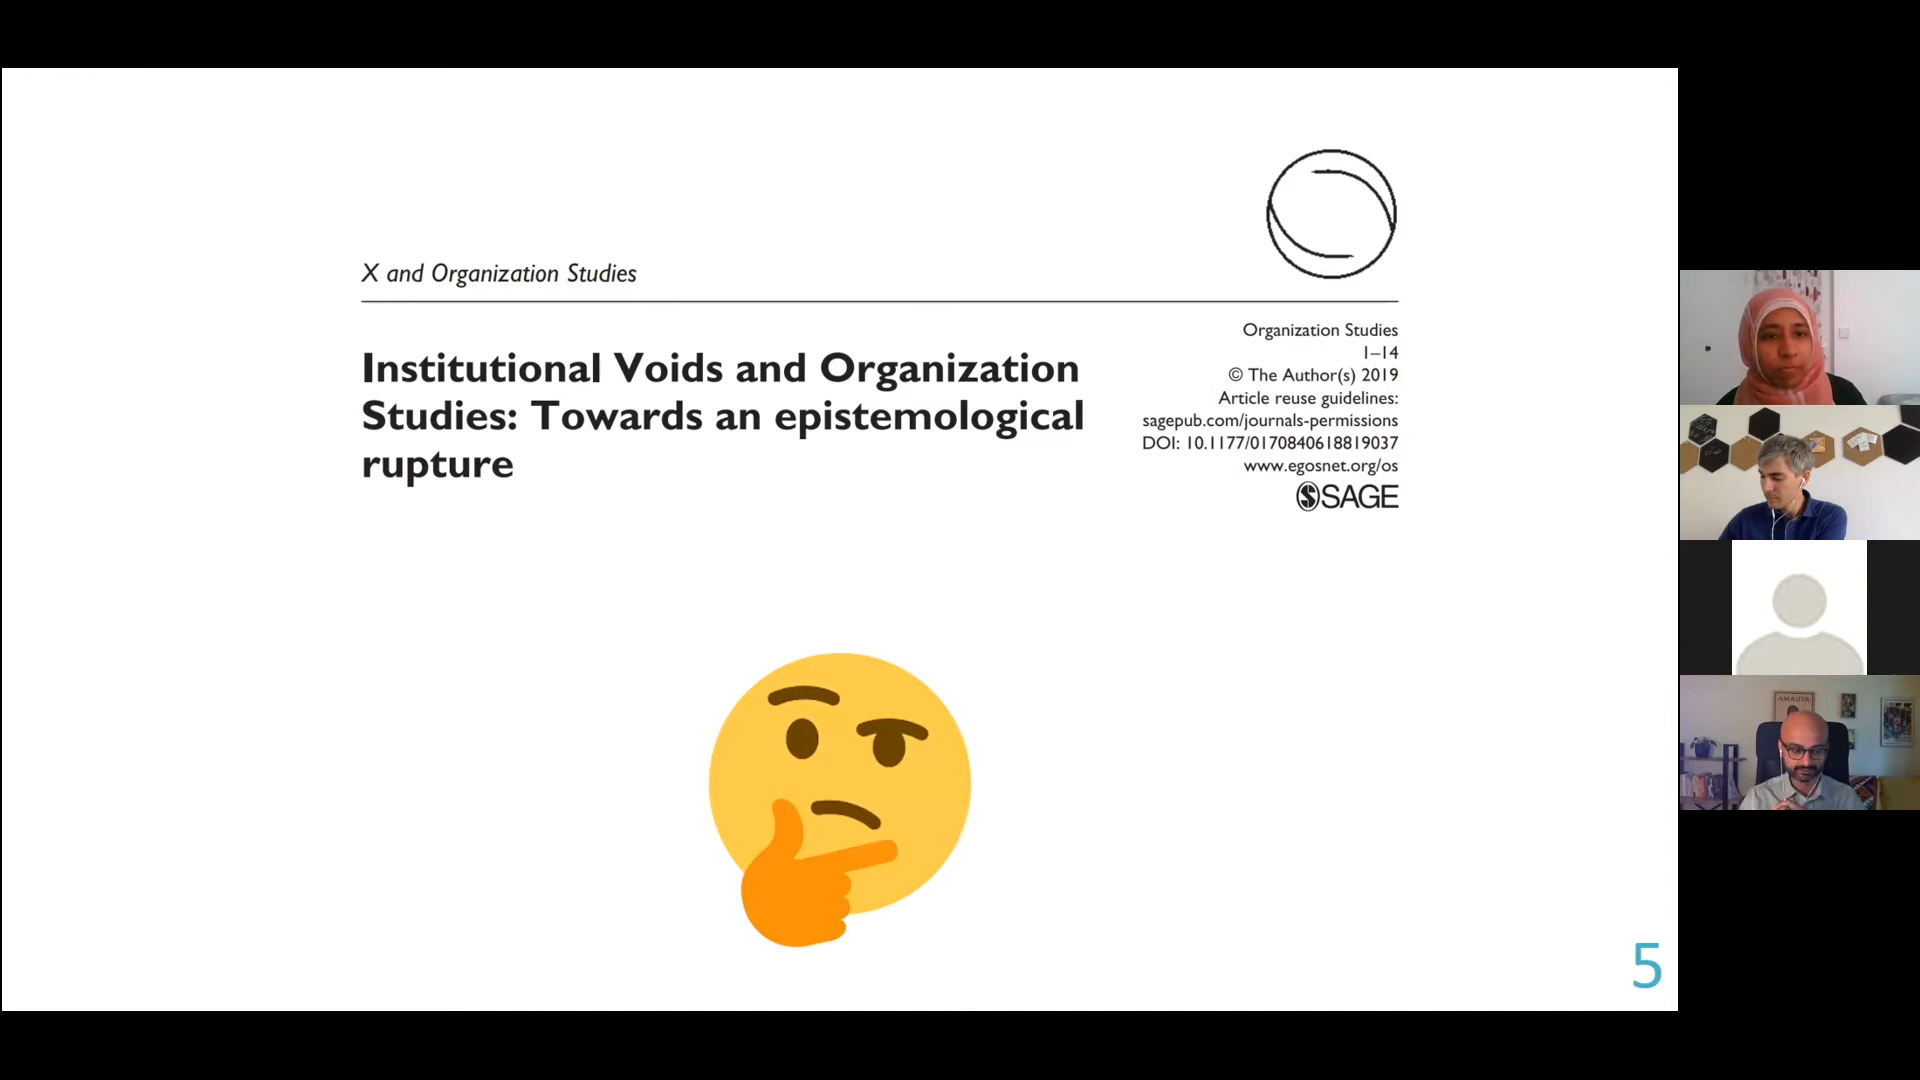 X and Organization Studies
Institutional Voids and Organization
Studies: Towards an epistemological
rupture
Organization Studies
1–14
© The Author(s) 2019
Article reuse guidelines:
sagepub.com/journals-permissions
DOI: 10.1177/0170840618819037
www.egosnet.org/os
SAGE
5
AMAUTA